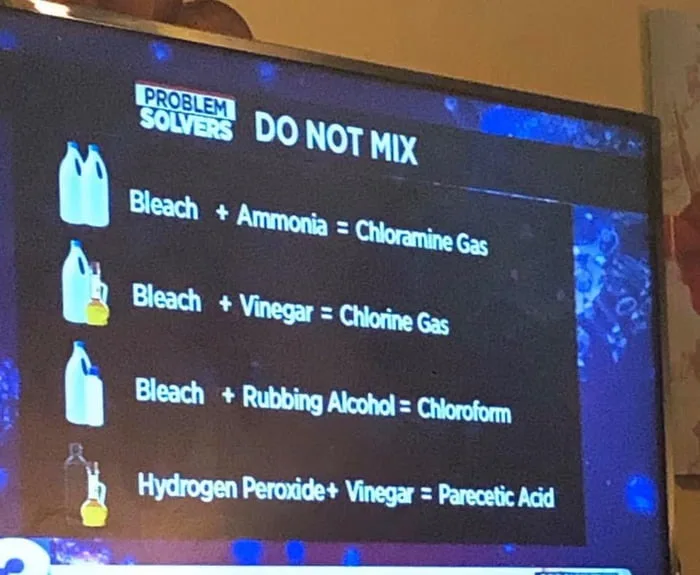 PROBLEM
SOLVERS
DO NOT MIX
Bleach + Ammonia = Chloramine Gas
Bleach + Vinegar = Chlorine Gas
Bleach + Rubbing Alcohol = Chloroform
Hydrogen Peroxide+ Vinegar = Parecetic Acid